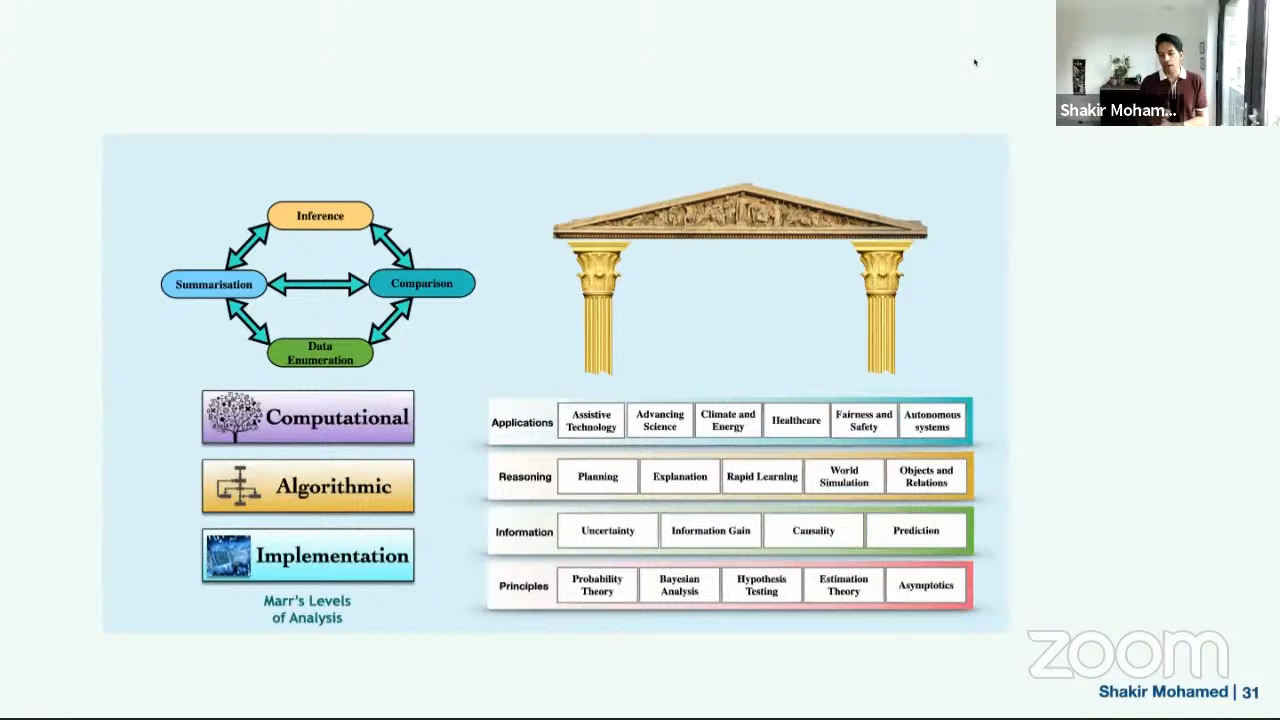 Shakir Moham...
Inference
Summarisation
Comparison
Data
Enumeration
Computational
Algorithmic
Implementation
Marr's Levels
of Analysis
Applications
Assistive
Technology
Advancing
Science
Climate and
Energy
Healthcare
Fairness and
Safety
Autonomous
systems
Reasoning
Planning
Explanation
Rapid Learning
World
Simulation
Objects and
Relations
Information
Uncertainty
Information Gain
Causality
Prediction
Principles
Probability
Theory
Bayesian
Analysis
Hypothesis
Testing
Estimation
Theory
Asymptotics
zoom
Shakir Mohamed | 31